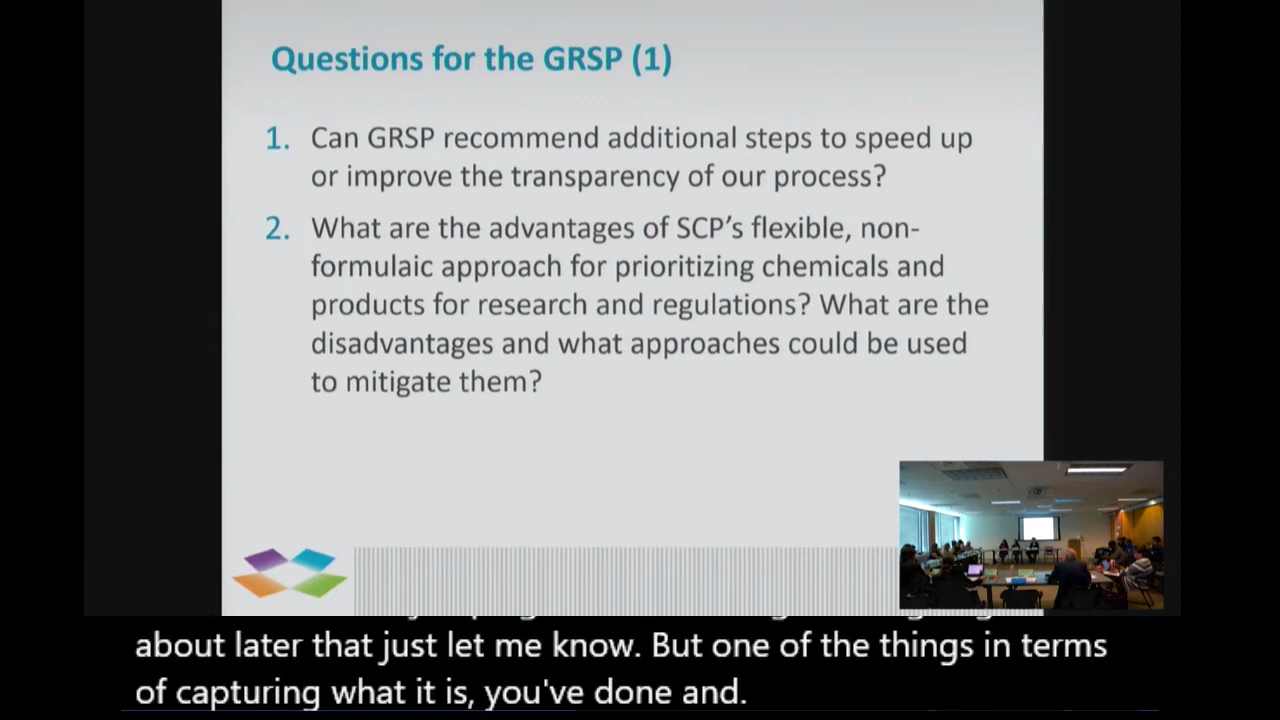 Questions for the GRSP (1)
1. Can GRSP recommend additional steps to speed up
or improve the transparency of our process?
2. What are the advantages of SCP’s flexible, non-
formulaic approach for prioritizing chemicals and
products for research and regulations? What are the
disadvantages and what approaches could be used
to mitigate them?
about later that just let me know. But one of the things in terms
of capturing what it is, you've done and.